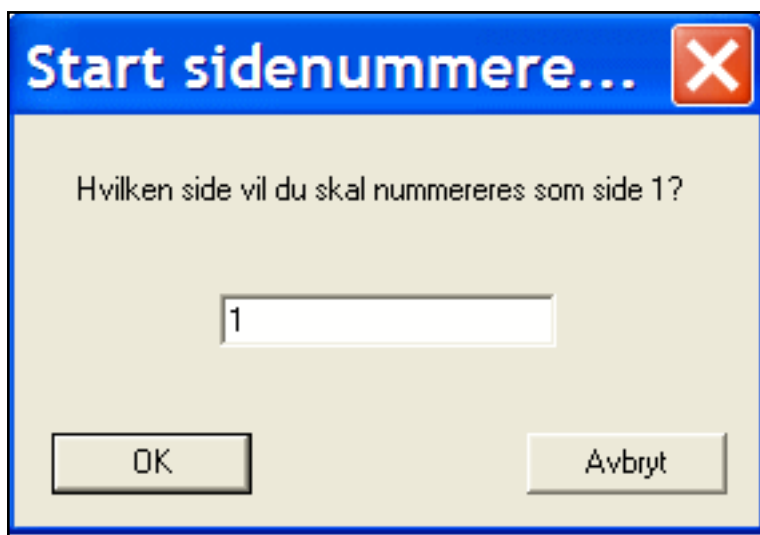 Start sidenummere...
Hvilken side vil du skal nummereres som side 1?
1
OK
Avbryt